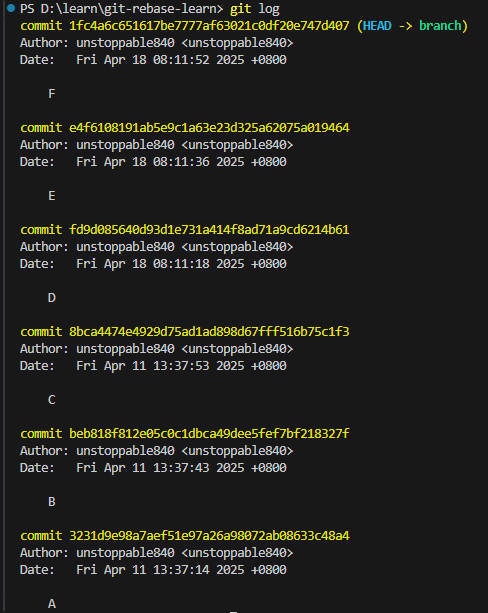 PS D:\learn\git-rebase-learn> git log
commit 1fc4a6c651617be7777af63021c0df20e747d407 (HEAD -> branch)
Author: unstoppable840 <unstoppable840>
Date:   Fri Apr 18 08:11:52 2025 +0800
F
commit e4f6108191ab5e9c1a63e23d325a62075a019464
Author: unstoppable840 <unstoppable840>
Date:   Fri Apr 18 08:11:36 2025 +0800
E
commit fd9d085640d93d1e731a414f8ad71a9cd6214b61
Author: unstoppable840 <unstoppable840>
Date:   Fri Apr 18 08:11:18 2025 +0800
D
commit 8bca4474e4929d75ad1ad898d67fff516b75c1f3
Author: unstoppable840 <unstoppable840>
Date:   Fri Apr 11 13:37:53 2025 +0800
C
commit beb818f812e05c0c1dbca49dee5fef7bf218327f
Author: unstoppable840 <unstoppable840>
Date:   Fri Apr 11 13:37:43 2025 +0800
B
commit 3231d9e98a7aef51e97a26a98072ab08633c48a4
Author: unstoppable840 <unstoppable840>
Date:   Fri Apr 11 13:37:14 2025 +0800
A